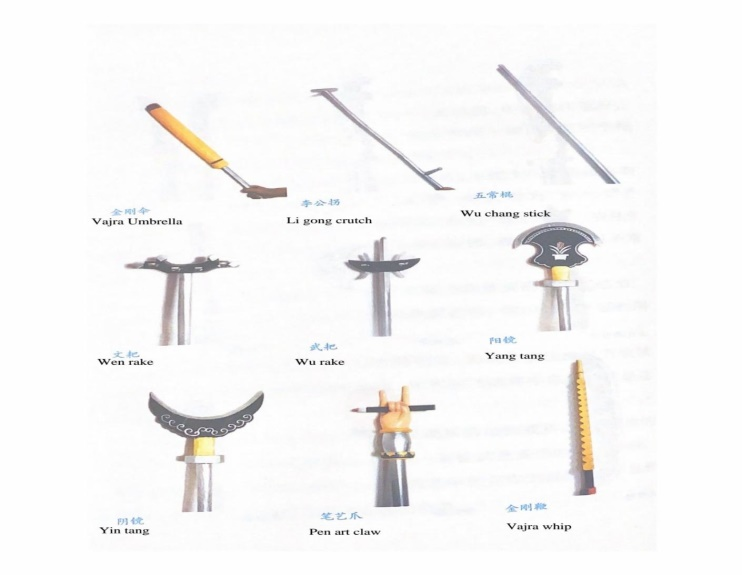 金刚伞
Vajra Umbrella
李公拐
Li gong crutch
五常棍
Wu chang stick
文耙
Wen rake
武耙
Wu rake
阳镋
Yang tang
阴镋
Yin tang
笔艺爪
Pen art claw
金刚鞭
Vajra whip